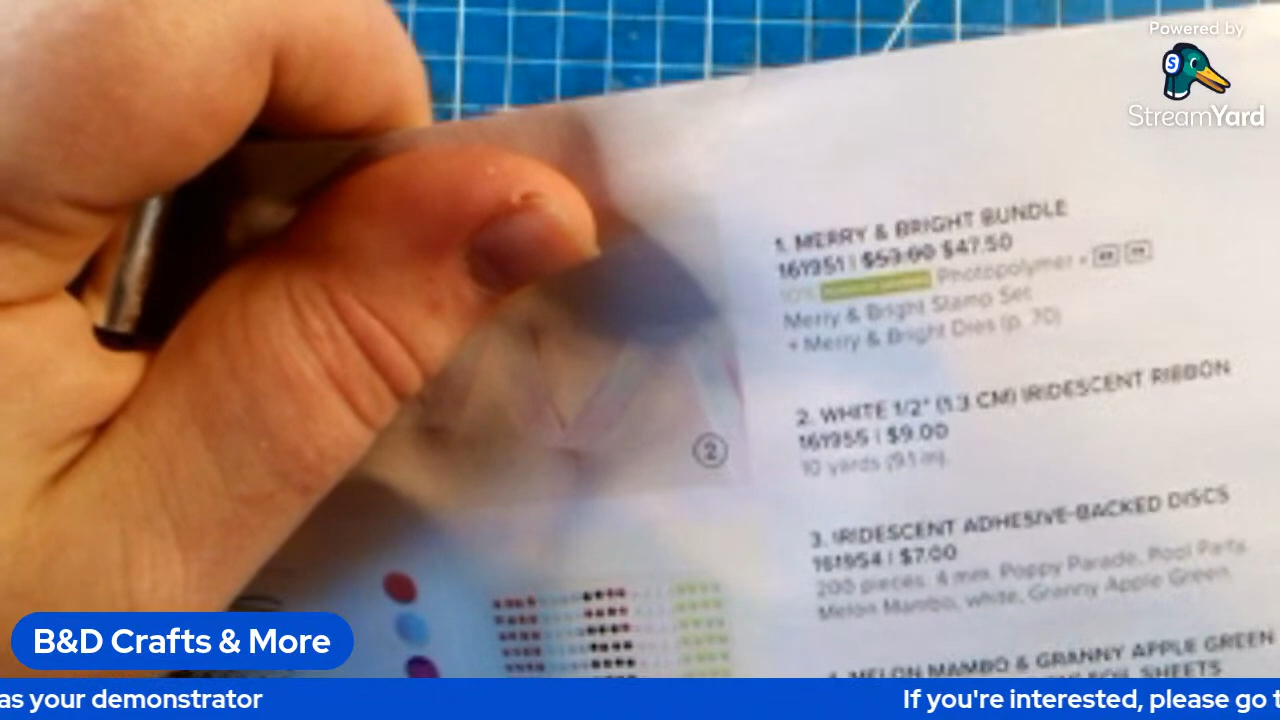 Powered by
StreamYard
1. MERRY & BRIGHT BUNDLE
161951 | $53.00 $47.50
10% Photopolymer •
Merry & Bright Stamp Set
+ Merry & Bright Dies (p. 70)
2. WHITE 1/2" (1.3 CM) IRIDESCENT RIBBON
161955 | $9.00
10 yards (9.1 m).
2
3. IRIDESCENT ADHESIVE-BACKED DISCS
161954 | $7.00
200 pieces: 4 mm. Poppy Parade, Pool Party,
Melon Mambo, white, Granny Apple Green
4. MELON MAMBO & GRANNY APPLE GREEN
FOIL SHEETS
B&D Crafts & More
as your demonstrator
If you're interested, please go t